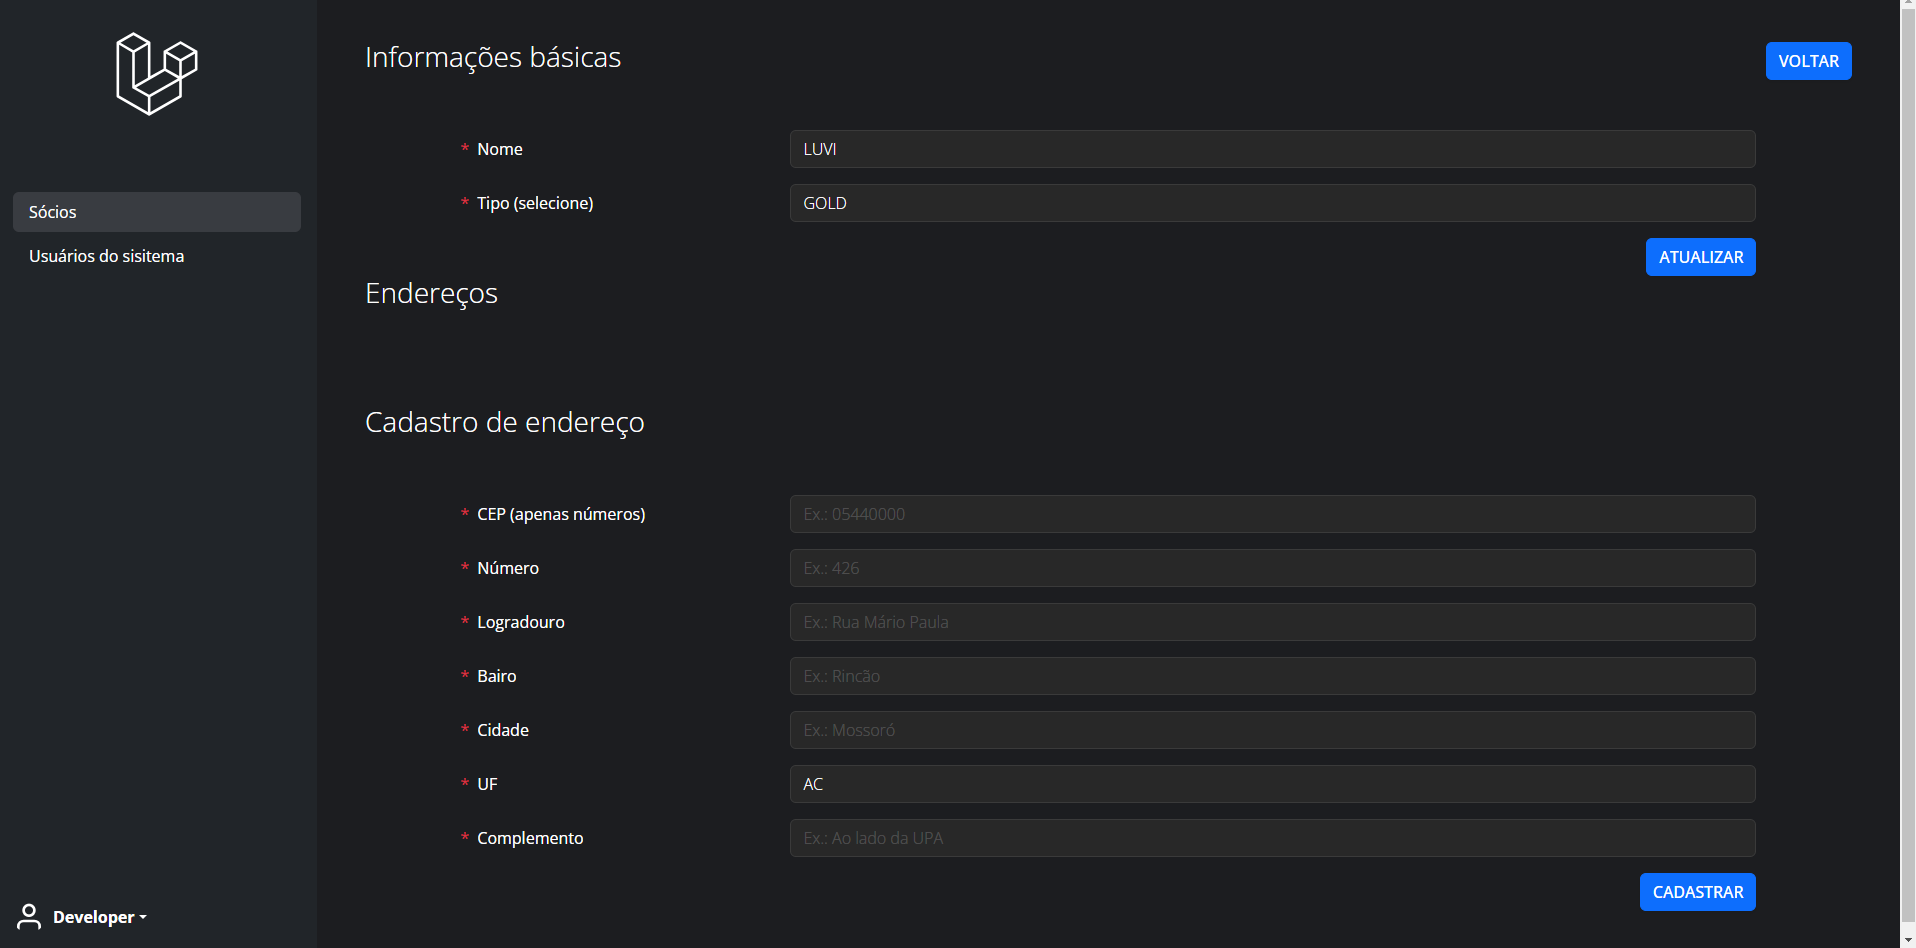 Informações básicas
VOLTAR
* Nome
LUVI
* Tipo (selecione)
GOLD
ATUALIZAR
Sócios
Usuários do sisitema
Endereços
Cadastro de endereço
* CEP (apenas números)
Ex.: 05440000
* Número
Ex.: 426
* Logradouro
Ex.: Rua Mário Paula
* Bairo
Ex.: Rincão
* Cidade
Ex.: Mossoró
* UF
AC
* Complemento
Ex.: Ao lado da UPA
CADASTRAR
Developer